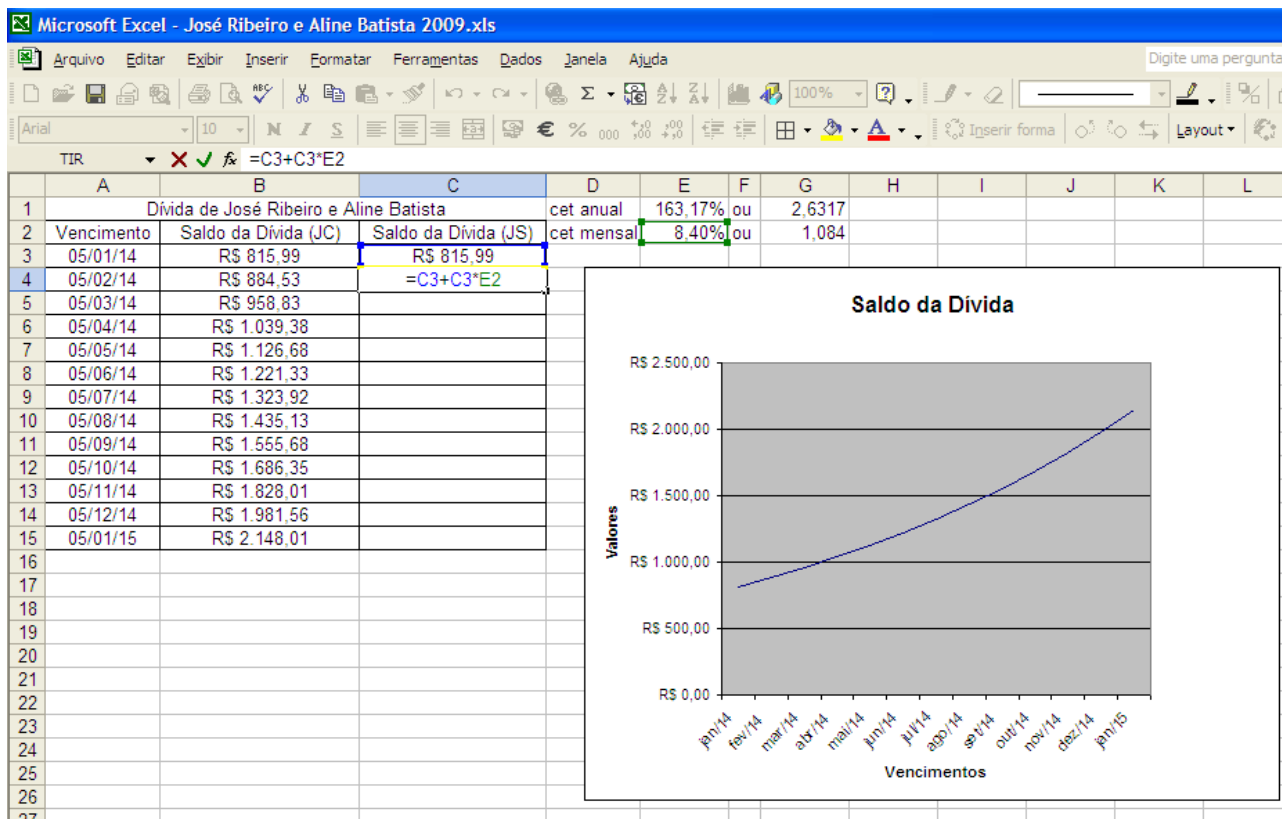 Microsoft Excel - José Ribeiro e Aline Batista 2009.xls
Arquivo Editar Exibir Inserir Formatar Ferramentas Dados Janela Ajuda Digite uma pergunta
ABC Σ 100%
Arial 10 N I S € % 000 Inserir forma Layout
TIR fx =C3+C3*E2
A B C D E F G H I J K L
1 Dívida de José Ribeiro e Aline Batista cet anual 163,17% ou 2,6317
2 Vencimento Saldo da Dívida (JC) Saldo da Dívida (JS) cet mensal 8,40% ou 1,084
3 05/01/14 R$ 815,99 R$ 815,99
4 05/02/14 R$ 884,53 =C3+C3*E2
5 05/03/14 R$ 958,83
6 05/04/14 R$ 1.039,38
7 05/05/14 R$ 1.126,68
8 05/06/14 R$ 1.221,33
9 05/07/14 R$ 1.323,92
10 05/08/14 R$ 1.435,13
11 05/09/14 R$ 1.555,68
12 05/10/14 R$ 1.686,35
13 05/11/14 R$ 1.828,01
14 05/12/14 R$ 1.981,56
15 05/01/15 R$ 2.148,01
16
17
18
19
20
21
22
23
24
25
26
27
Saldo da Dívida
Valores
R$ 2.500,00
R$ 2.000,00
R$ 1.500,00
R$ 1.000,00
R$ 500,00
R$ 0,00
jan/14 fev/14 mar/14 abr/14 mai/14 jun/14 jul/14 ago/14 set/14 out/14 nov/14 dez/14 jan/15
Vencimentos